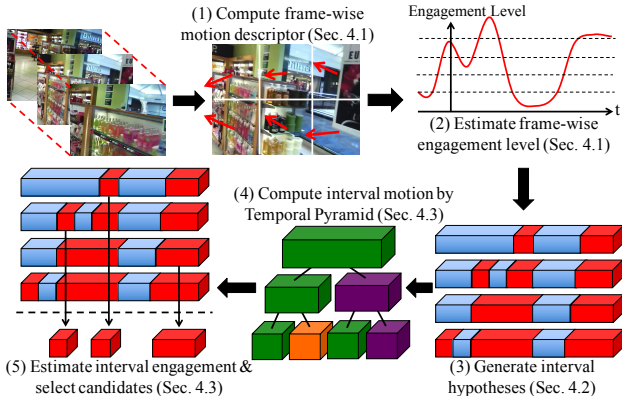 (1) Compute frame-wise
motion descriptor (Sec. 4.1)
Engagement Level
t
(2) Estimate frame-wise
engagement level (Sec. 4.1)
(4) Compute interval motion by
Temporal Pyramid (Sec. 4.3)
(3) Generate interval
hypotheses (Sec. 4.2)
(5) Estimate interval engagement &
select candidates (Sec. 4.3)